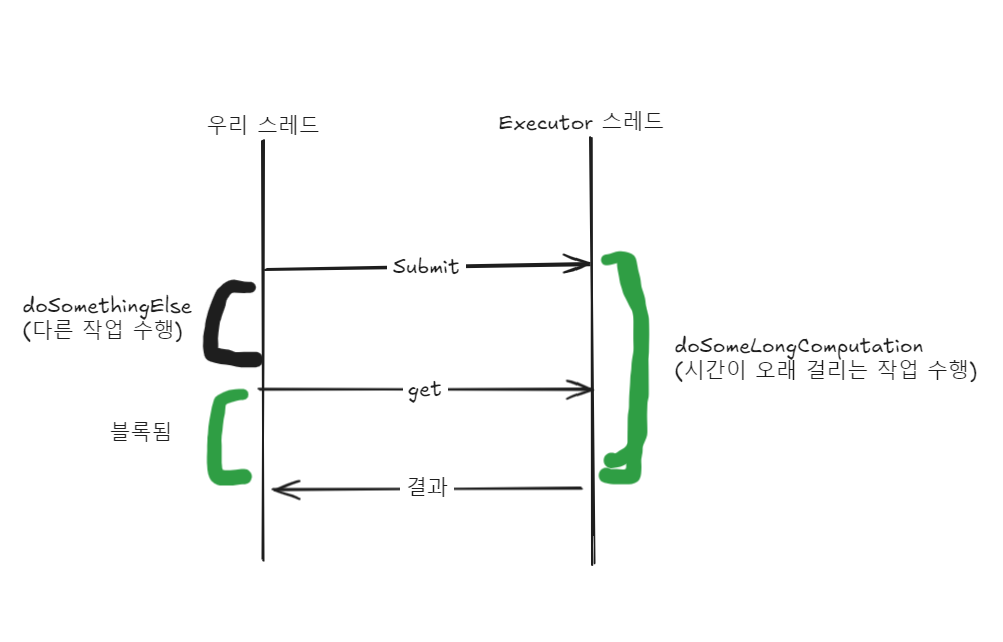 우리 스레드
Executor 스레드
Submit
doSomethingElse
(다른 작업 수행)
doSomeLongComputation
(시간이 오래 걸리는 작업 수행)
get
블록됨
결과